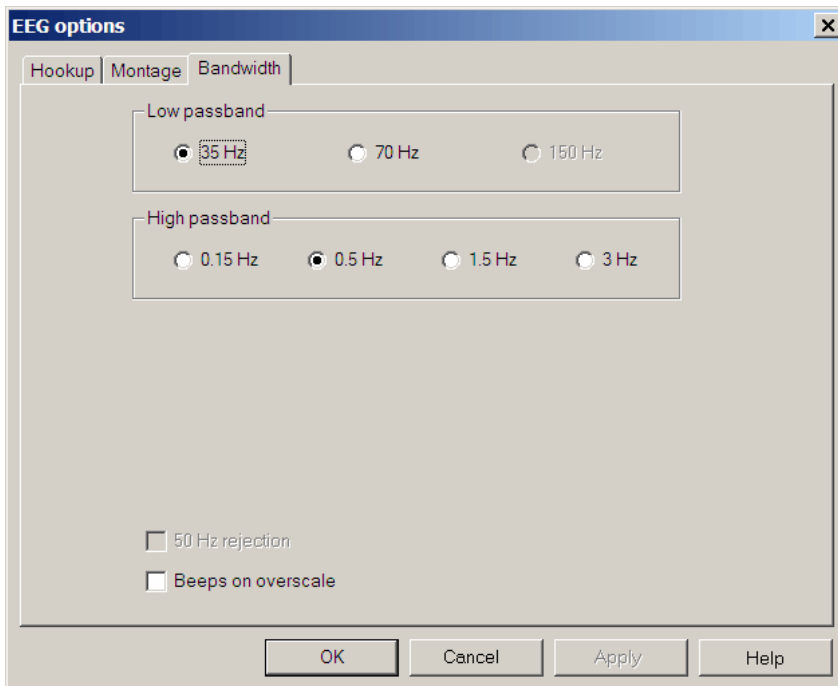 EEG options
Hookup Montage Bandwidth
Low passband
35 Hz 70 Hz 150 Hz
High passband
0.15 Hz 0.5 Hz 1.5 Hz 3 Hz
50 Hz rejection
Beeps on overscale
OK Cancel Apply Help